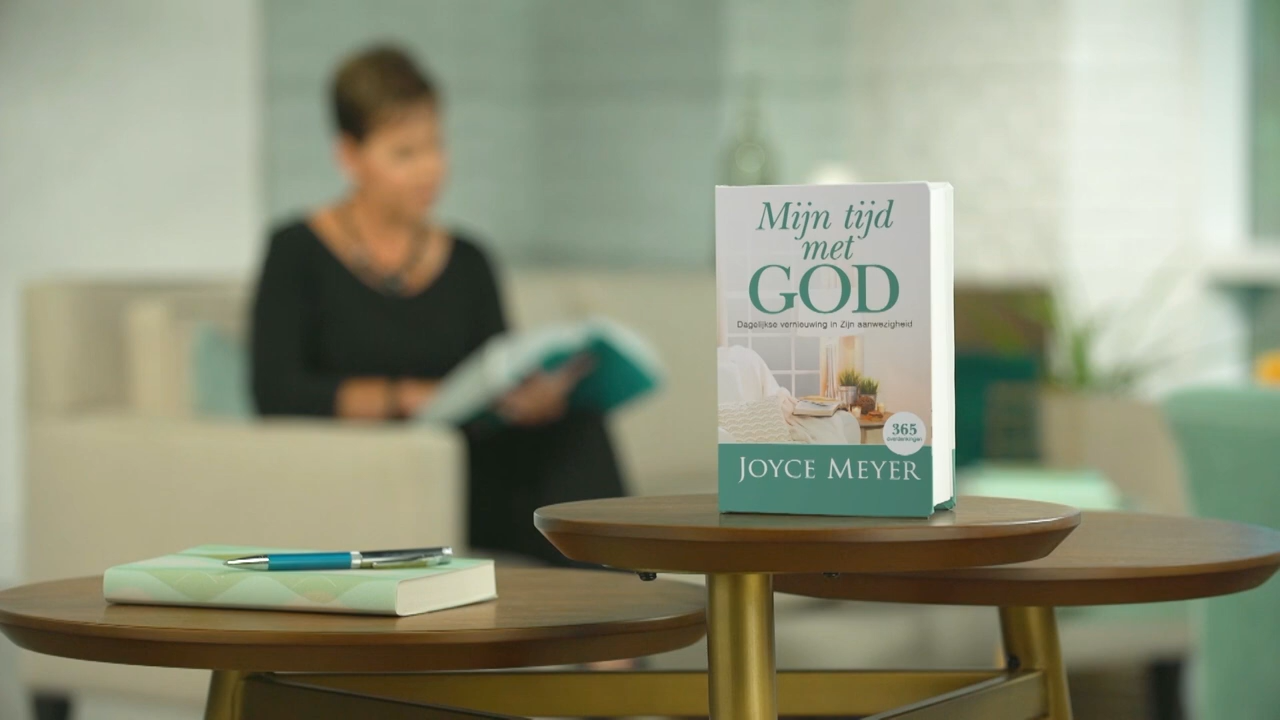 Mijn tijd
met
GOD
Dagelijkse vernieuwing in Zijn aanwezigheid
365
overdenkingen
JOYCE MEYER